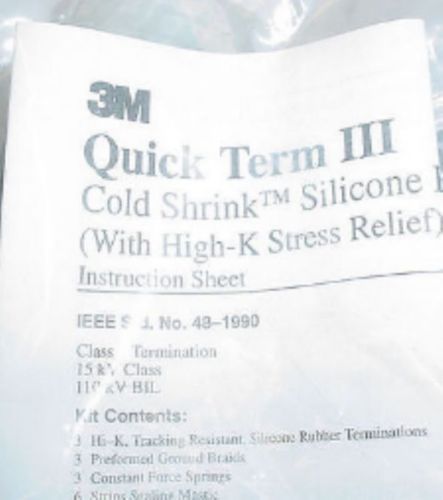 3M
Quick Term III
Cold Shrink™ Silicone
(With High-K Stress Relief)
Instruction Sheet
IEEE No. 48-1990
Class Termination
15 kV Class
110 kV BIL
Kit Contents:
3 Hi-K, Tracking Resistant, Silicone Rubber Terminations
3 Preformed Ground Braids
3 Constant Force Springs
6 Strips Sealing Mastic